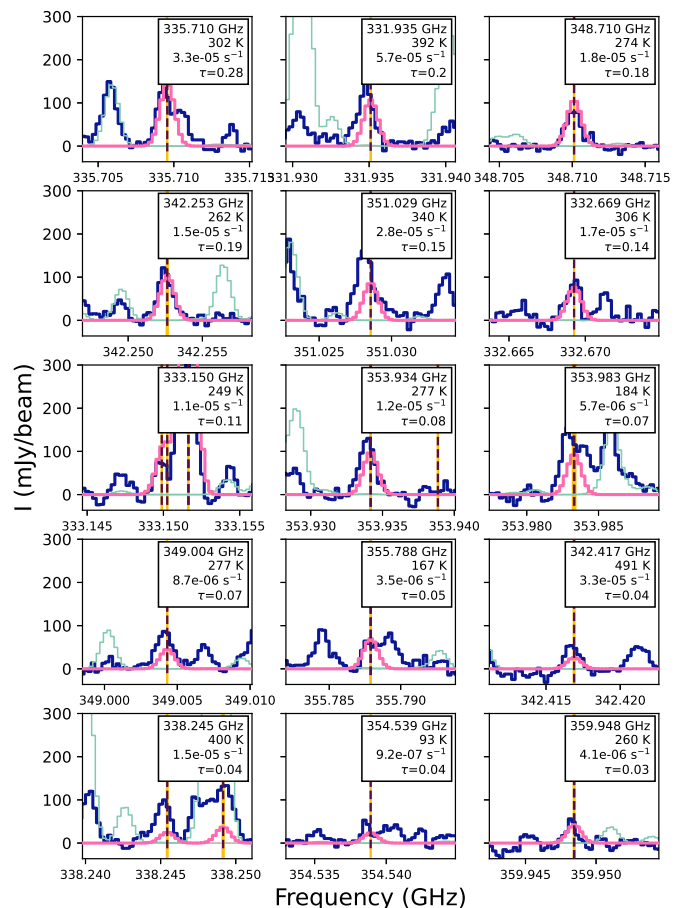 300
200
100
0
335.710 GHz
302 K
3.3e-05 s⁻¹
τ=0.28
331.935 GHz
392 K
5.7e-05 s⁻¹
τ=0.2
348.710 GHz
274 K
1.8e-05 s⁻¹
τ=0.18
335.705 335.710 335.715
331.930 331.935 331.940
348.705 348.710 348.715
300
200
100
0
342.253 GHz
262 K
1.5e-05 s⁻¹
τ=0.19
351.029 GHz
340 K
2.8e-05 s⁻¹
τ=0.15
332.669 GHz
306 K
1.7e-05 s⁻¹
τ=0.14
342.250 342.255
351.025 351.030
332.665 332.670
I (mJy/beam)
300
200
100
0
333.150 GHz
249 K
1.1e-05 s⁻¹
τ=0.11
353.934 GHz
277 K
1.2e-05 s⁻¹
τ=0.08
353.983 GHz
184 K
5.7e-06 s⁻¹
τ=0.07
333.145 333.150 333.155
353.930 353.935 353.940
353.980 353.985
300
200
100
0
349.004 GHz
277 K
8.7e-06 s⁻¹
τ=0.07
355.788 GHz
167 K
3.5e-06 s⁻¹
τ=0.05
342.417 GHz
491 K
3.3e-05 s⁻¹
τ=0.04
349.000 349.005 349.010
355.785 355.790
342.415 342.420
300
200
100
0
338.245 GHz
400 K
1.5e-05 s⁻¹
τ=0.04
354.539 GHz
93 K
9.2e-07 s⁻¹
τ=0.04
359.948 GHz
260 K
4.1e-06 s⁻¹
τ=0.03
338.240 338.245 338.250
354.535 354.540
359.945 359.950
Frequency (GHz)